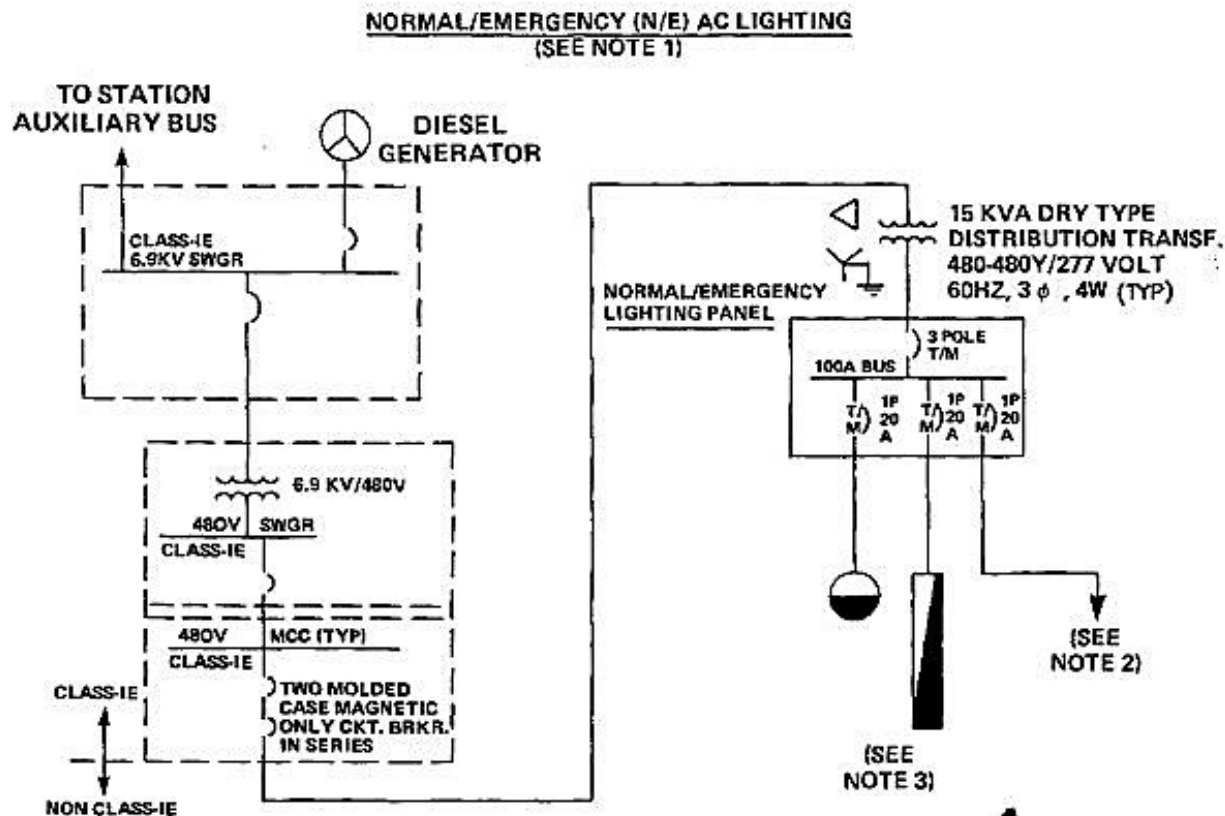 NORMAL/EMERGENCY (N/E) AC LIGHTING
(SEE NOTE 1)
TO STATION
AUXILIARY BUS
DIESEL
GENERATOR
CLASS-IE
6.9KV SWGR
15 KVA DRY TYPE
DISTRIBUTION TRANSF.
480-480Y/277 VOLT
60HZ, 3 ϕ , 4W (TYP)
NORMAL/EMERGENCY
LIGHTING PANEL
3 POLE
T/M
100A BUS
T/M
1P
20
A
T/M
1P
20
A
T/M
1P
20
A
6.9 KV/480V
480V SWGR
CLASS-IE
480V MCC (TYP)
CLASS-IE
TWO MOLDED
CASE MAGNETIC
ONLY CKT. BRKR.
IN SERIES
CLASS-IE
NON CLASS-IE
(SEE
NOTE 3)
(SEE
NOTE 2)